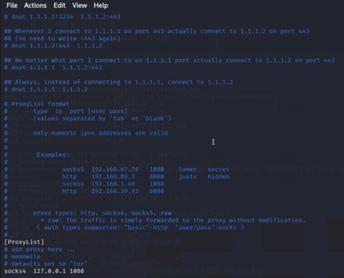 File Actions Edit View Help
# dnat 1.1.1.1:1234 1.1.1.2:443
## Whenever I connect to 1.1.1.1 on port 443 actually connect to 1.1.1.2 on port 443
## (no need to write :443 again)
# dnat 1.1.1.2:443 1.1.1.2
## No matter what port I connect to on 1.1.1.1 port actually connect to 1.1.1.2 on port 443
# dnat 1.1.1.1 1.1.1.2:443
## Always, instead of connecting to 1.1.1.1, connect to 1.1.1.2
# dnat 1.1.1.1 1.1.1.2
# ProxyList format
# type ip port [user pass]
# (values separated by 'tab' or 'blank')
#
# only numeric ipv4 addresses are valid
#
#
# Examples:
#
# socks5 192.168.67.78 1080 lamer secret
# http 192.168.89.3 8080 justu hidden
# socks4 192.168.1.49 1080
# http 192.168.39.93 8080
#
#
# proxy types: http, socks4, socks5, raw
# * raw: The traffic is simply forwarded to the proxy without modification.
# ( auth types supported: "basic"-http "user/pass"-socks )
#
[ProxyList]
# add proxy here ...
# meanwile
# defaults set to "tor"
socks4 127.0.0.1 1080